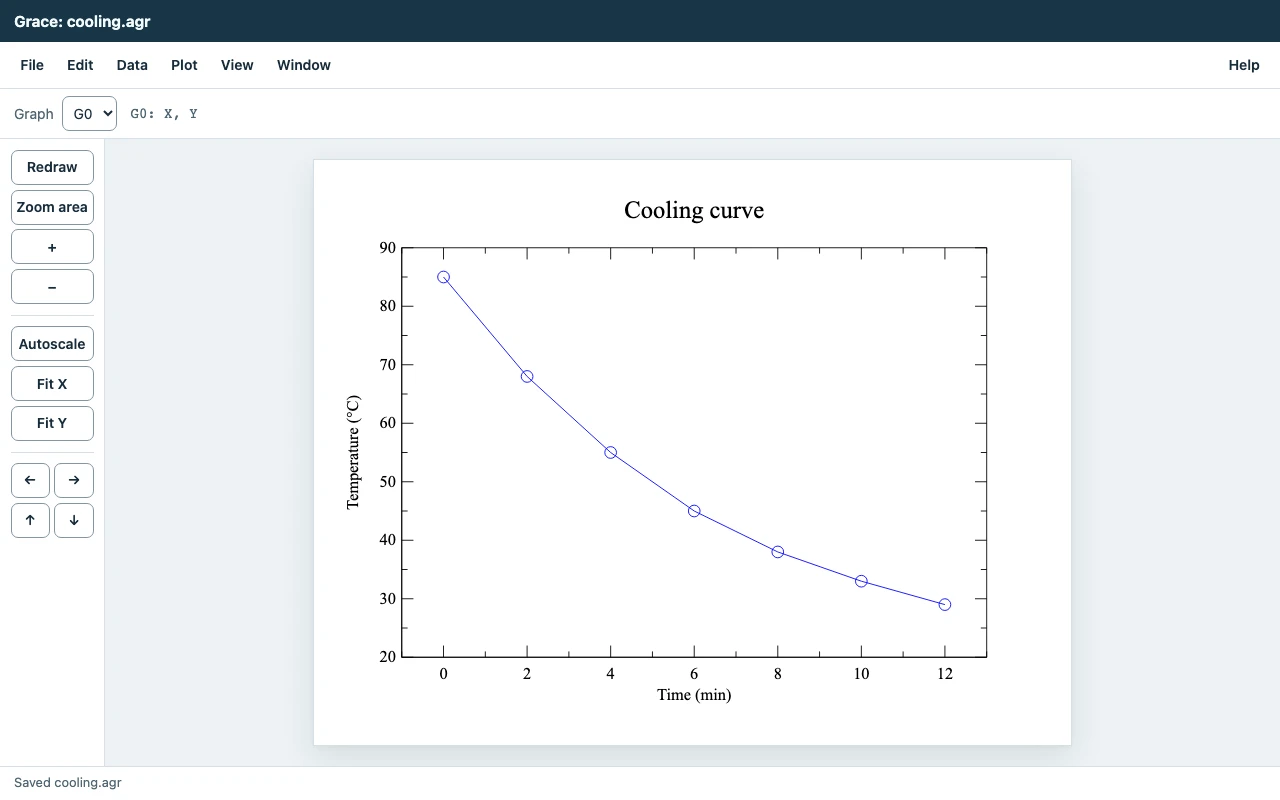 Grace: cooling.agr
File Edit Data Plot View Window Help
Graph G0 G0: X, Y
Redraw
Zoom area
+
−
Autoscale
Fit X
Fit Y
← →
↑ ↓
Cooling curve
90
80
70
60
50
40
30
20
Temperature (°C)
0 2 4 6 8 10 12
Time (min)
Saved cooling.agr